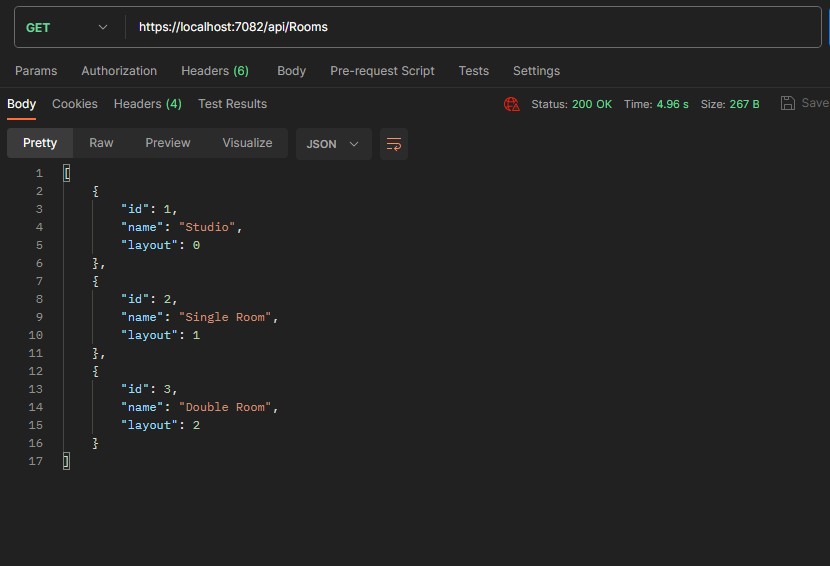 GET https://localhost:7082/api/Rooms
Params Authorization Headers (6) Body Pre-request Script Tests Settings
Body Cookies Headers (4) Test Results Status: 200 OK Time: 4.96 s Size: 267 B Save
Pretty Raw Preview Visualize JSON
1 [
2 {
3 "id": 1,
4 "name": "Studio",
5 "layout": 0
6 },
7 {
8 "id": 2,
9 "name": "Single Room",
10 "layout": 1
11 },
12 {
13 "id": 3,
14 "name": "Double Room",
15 "layout": 2
16 }
17 ]